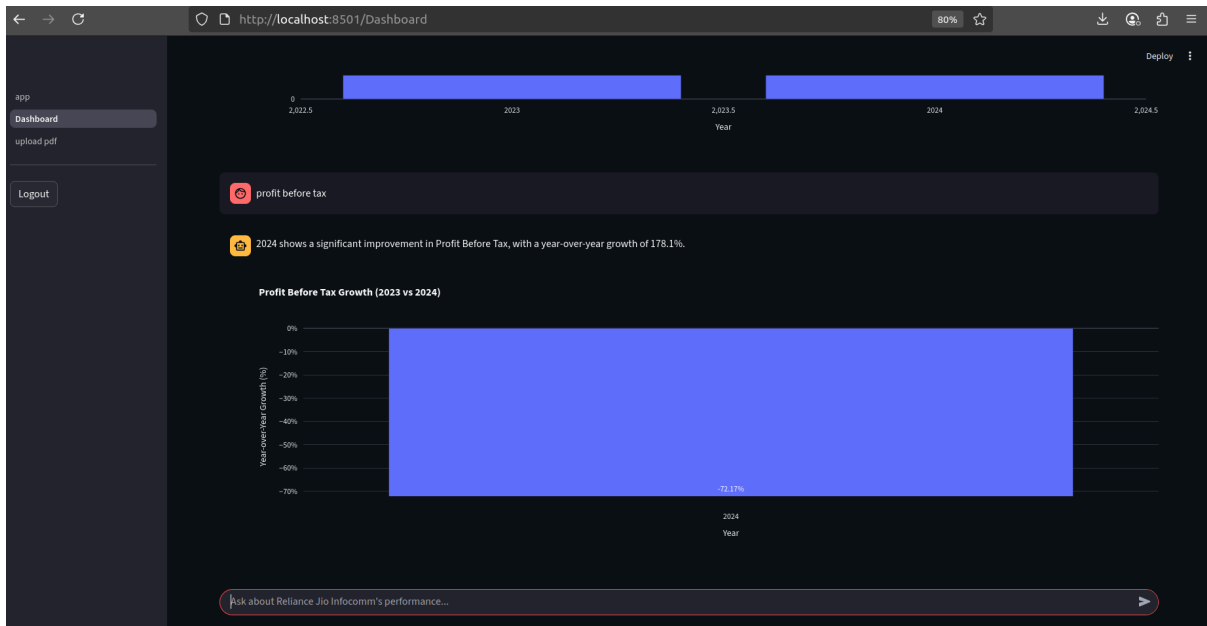 http://localhost:8501/Dashboard
80%
Deploy
app
Dashboard
upload pdf
Logout
0
2,022.5
2023
2,023.5
2024
2,024.5
Year
profit before tax
2024 shows a significant improvement in Profit Before Tax, with a year-over-year growth of 178.1%.
Profit Before Tax Growth (2023 vs 2024)
Year-over-Year Growth (%)
0%
−10%
−20%
−30%
−40%
−50%
−60%
−70%
-72.17%
2024
Year
Ask about Reliance Jio Infocomm's performance...